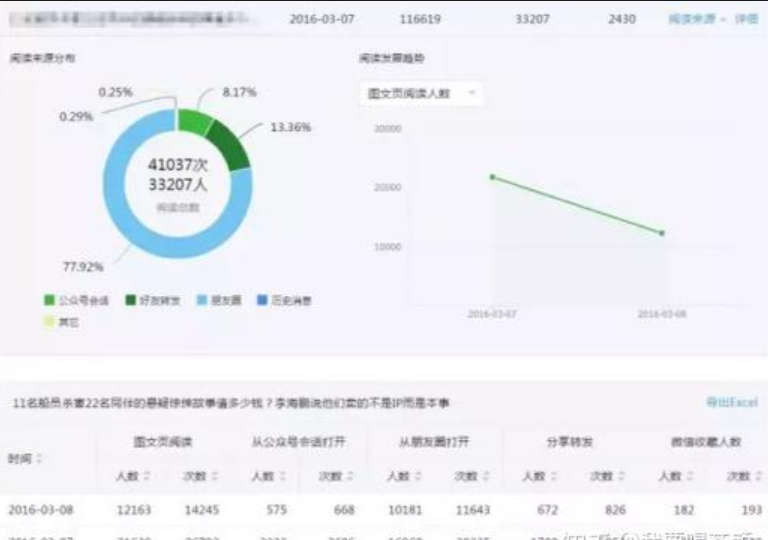 2016-03-07 116619 33207 2430 阅读来源 详细
阅读来源分布
阅读发展趋势
图文页阅读人数
0.25%
8.17%
0.29%
13.36%
41037次
33207人
阅读总数
77.92%
公众号会话 好友转发 朋友圈 历史消息
其它
30000
20000
10000
2016-03-07 2016-03-08
11名船员杀害22名同伴的悬疑惊悚故事值多少钱?李海鹏说他们卖的不是IP而是本事 导出Excel
时间 图文页阅读 从公众号会话打开 从朋友圈打开 分享转发 微信收藏人数
人数 次数 人数 次数 人数 次数 人数 次数 人数 次数
2016-03-08 12163 14245 575 668 10181 11643 672 826 182 193